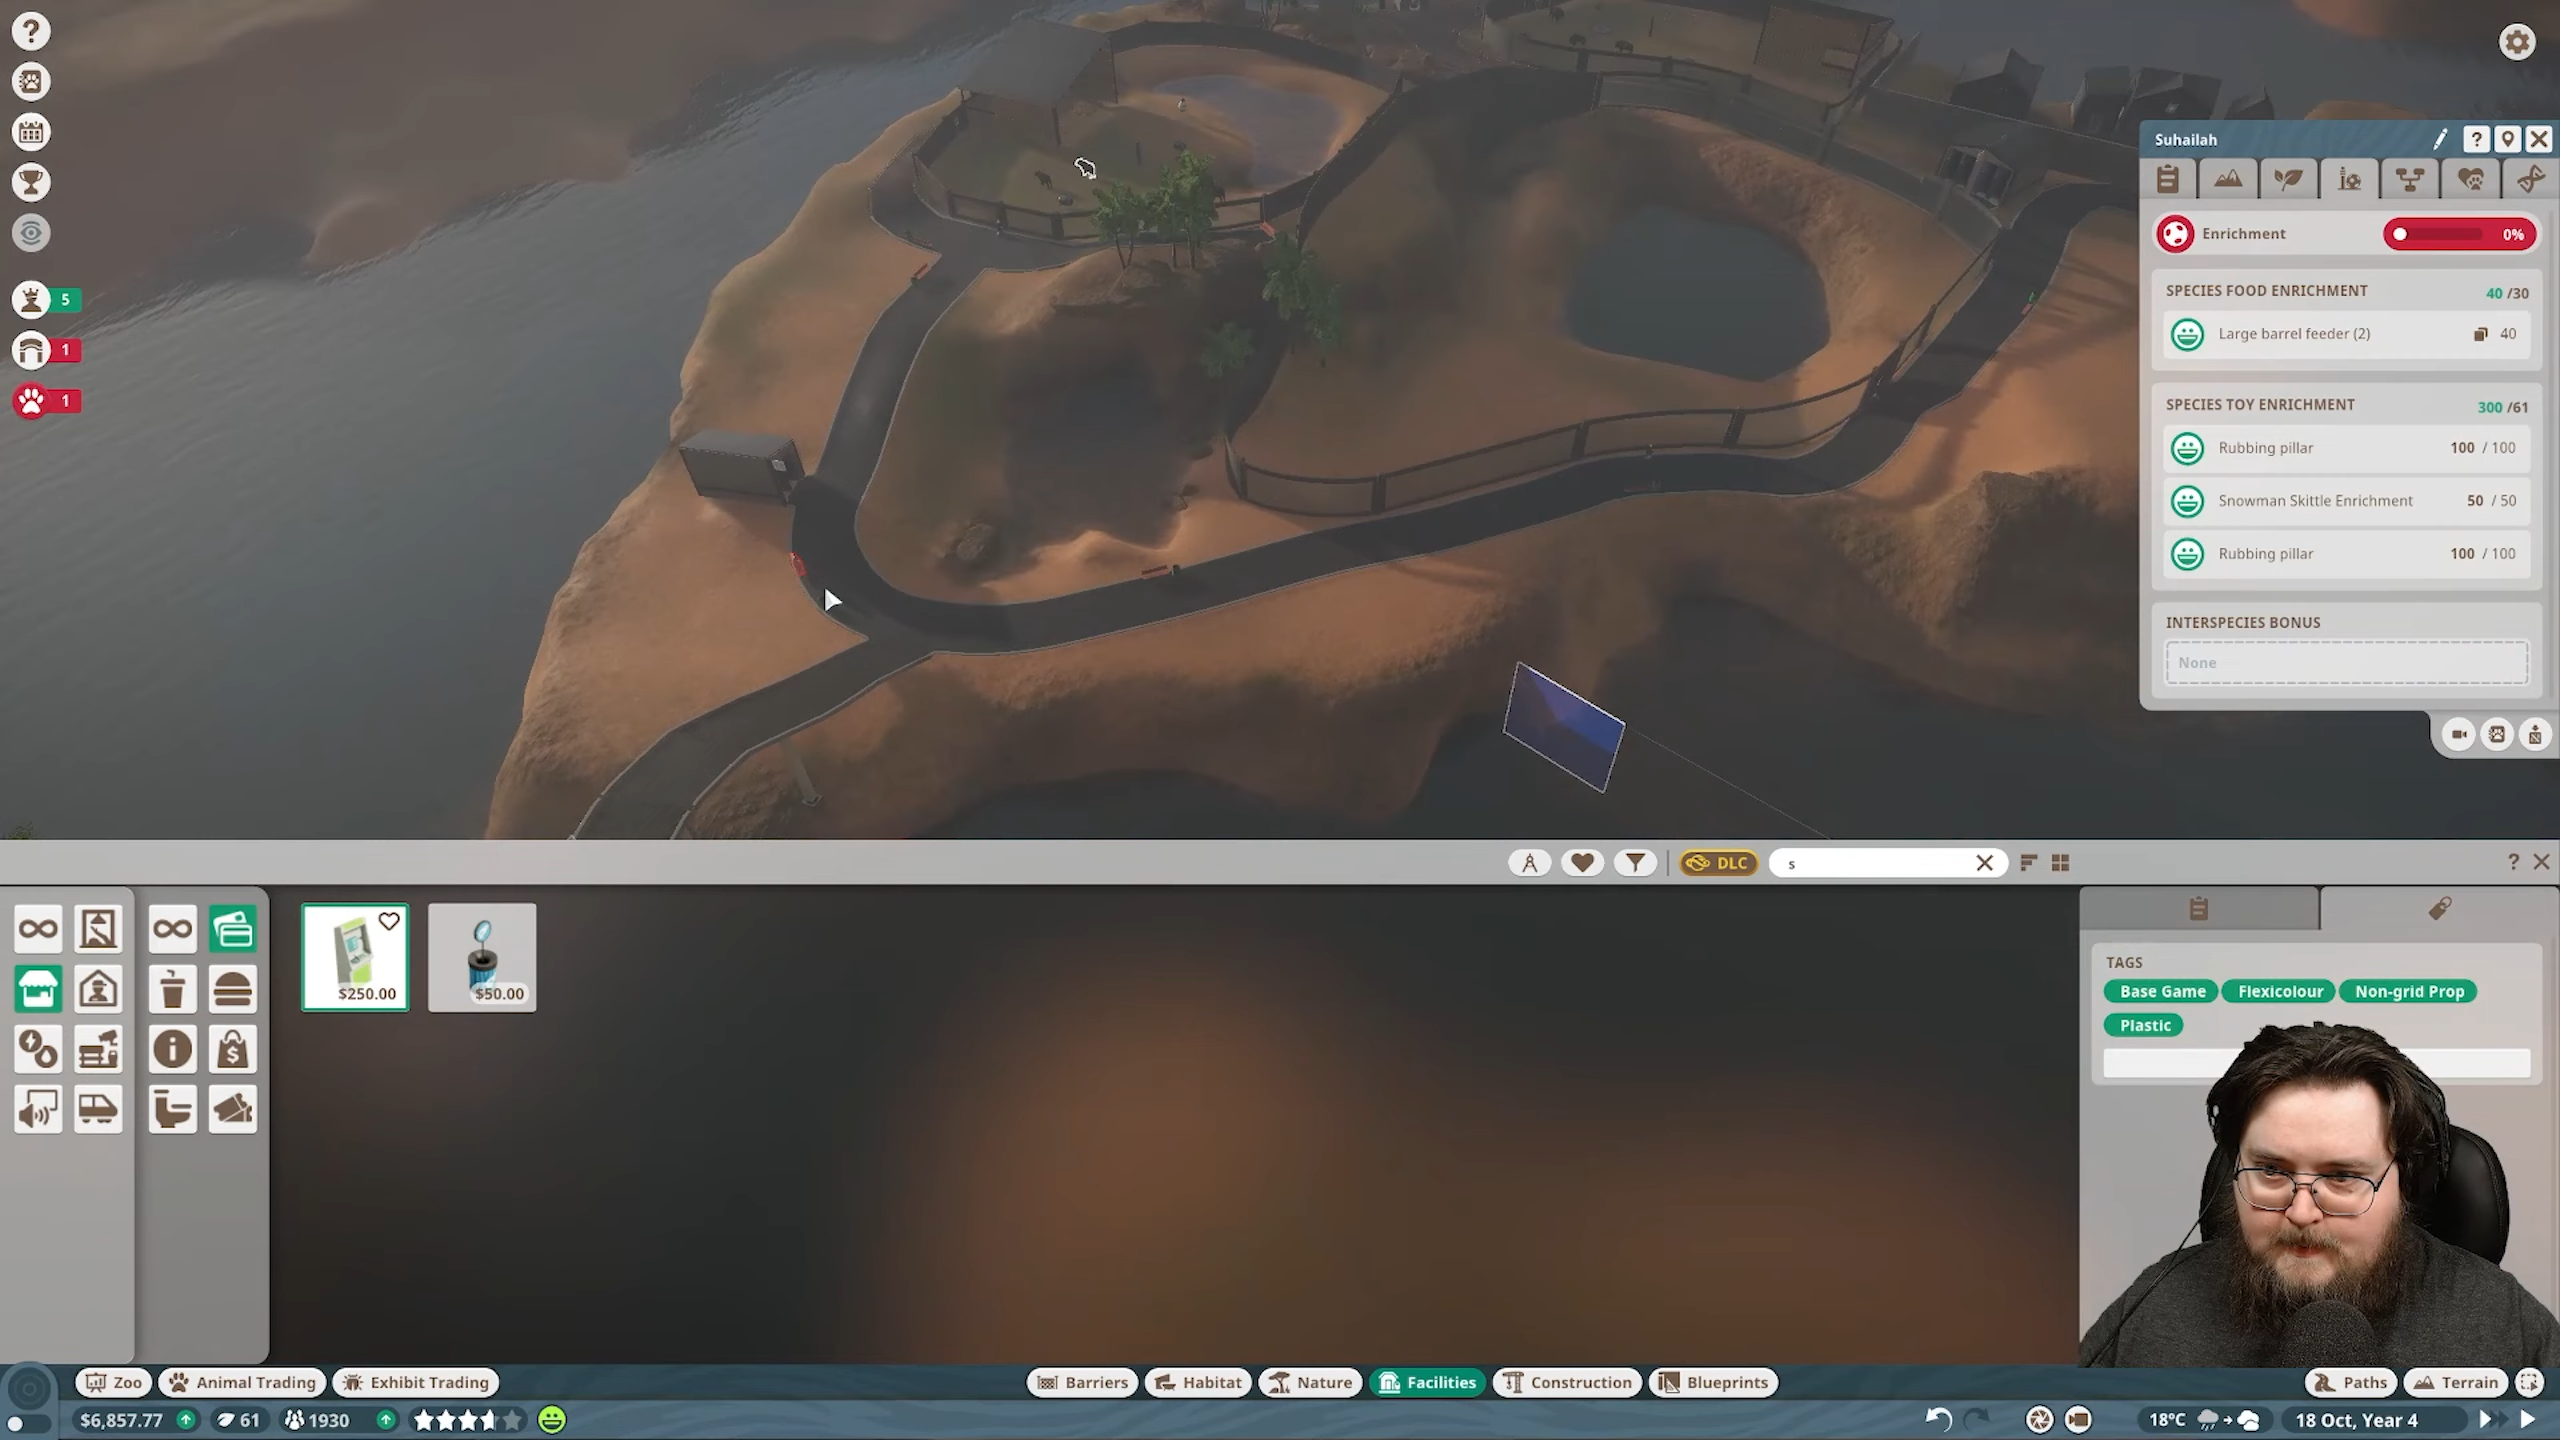 ?
5
1
1
Suhailah
?
Enrichment 0%
SPECIES FOOD ENRICHMENT 40 /30
Large barrel feeder (2) 40
SPECIES TOY ENRICHMENT 300 /61
Rubbing pillar 100 / 100
Snowman Skittle Enrichment 50 / 50
Rubbing pillar 100 / 100
INTERSPECIES BONUS
None
DLC s ?
$250.00 $50.00
TAGS
Base Game Flexicolour Non-grid Prop
Plastic
Zoo Animal Trading Exhibit Trading Barriers Habitat Nature Facilities Construction Blueprints Paths Terrain
$6,857.77 61 1930 18°C 18 Oct, Year 4